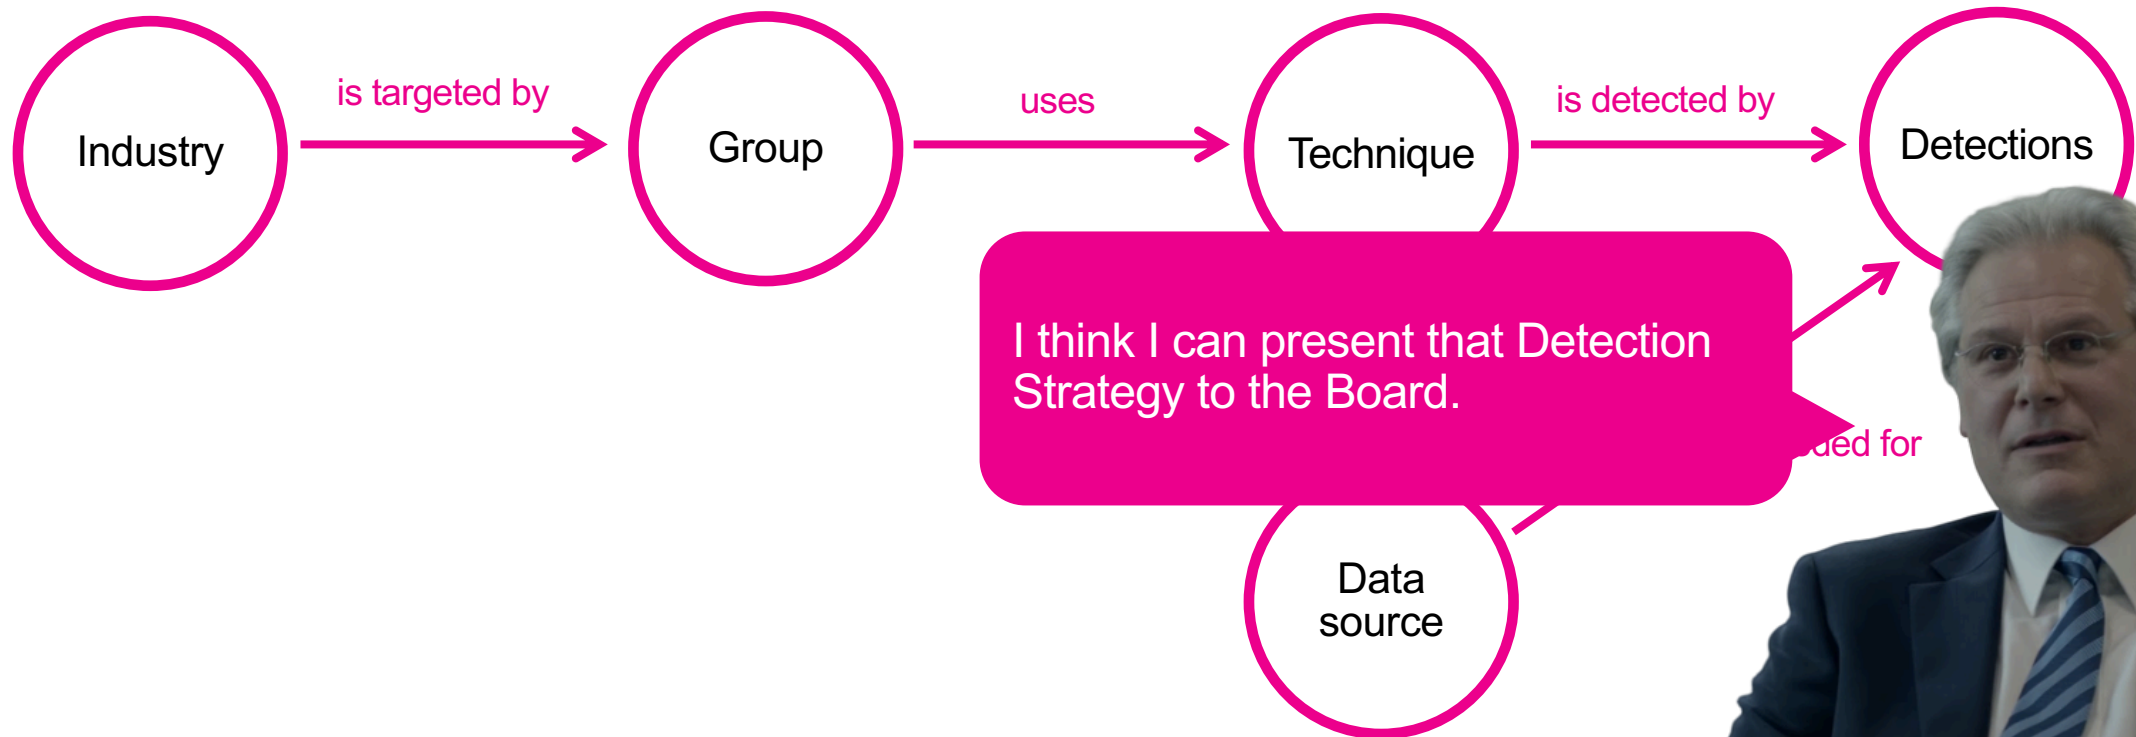 is targeted by
uses
is detected by
Industry
Group
Technique
Detections
I think I can present that Detection
Strategy to the Board.
for
Data
source